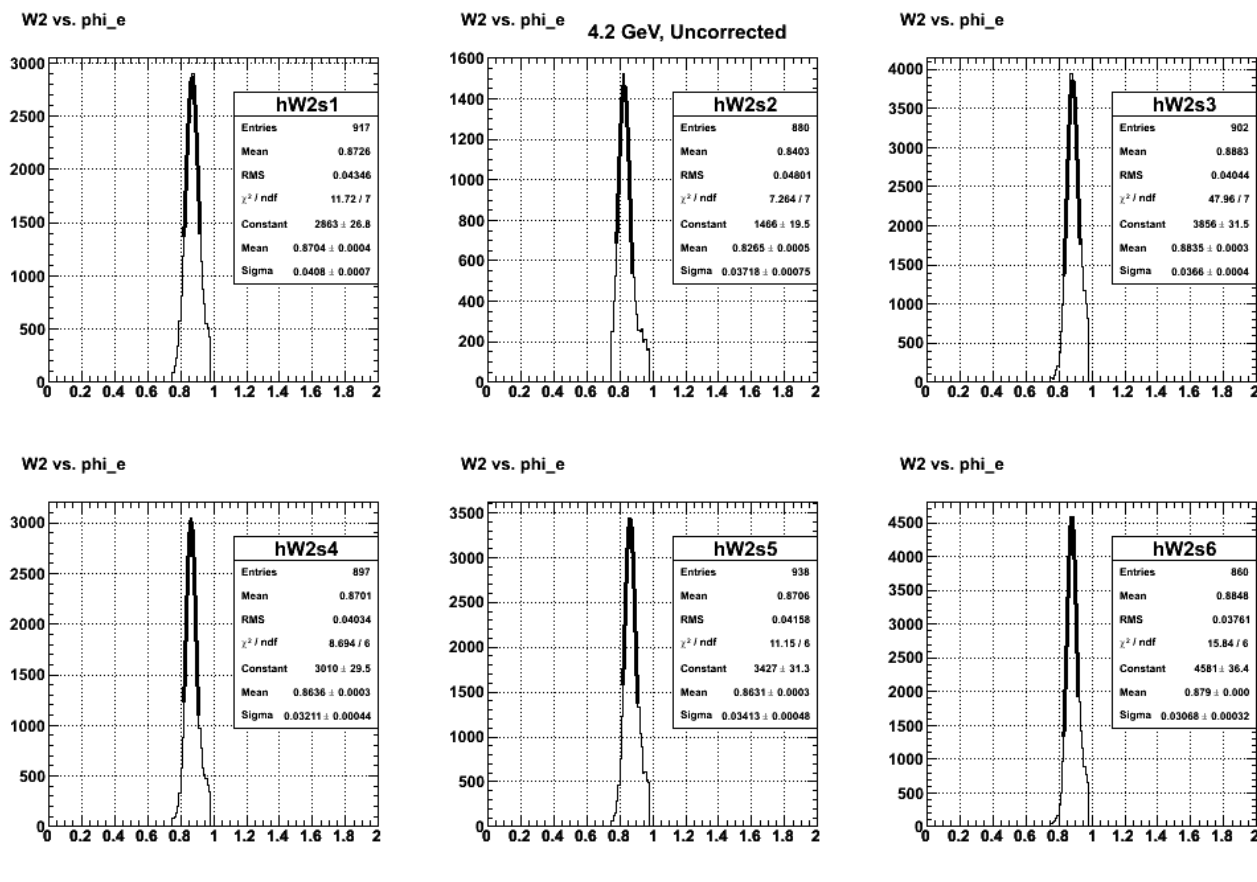 W2 vs. phi_e
3000
2500
2000
1500
1000
500
0
0 0.2 0.4 0.6 0.8 1 1.2 1.4 1.6 1.8 2
hW2s1
Entries 917
Mean 0.8726
RMS 0.04346
χ² / ndf 11.72 / 7
Constant 2863 ± 26.8
Mean 0.8704 ± 0.0004
Sigma 0.0408 ± 0.0007
W2 vs. phi_e
4.2 GeV, Uncorrected
1600
1400
1200
1000
800
600
400
200
0
0 0.2 0.4 0.6 0.8 1 1.2 1.4 1.6 1.8 2
hW2s2
Entries 880
Mean 0.8403
RMS 0.04801
χ² / ndf 7.264 / 7
Constant 1466 ± 19.5
Mean 0.8265 ± 0.0005
Sigma 0.03718 ± 0.00075
W2 vs. phi_e
4000
3500
3000
2500
2000
1500
1000
500
0
0 0.2 0.4 0.6 0.8 1 1.2 1.4 1.6 1.8 2
hW2s3
Entries 902
Mean 0.8883
RMS 0.04044
χ² / ndf 47.96 / 7
Constant 3856 ± 31.5
Mean 0.8835 ± 0.0003
Sigma 0.0366 ± 0.0004
W2 vs. phi_e
3000
2500
2000
1500
1000
500
0
0 0.2 0.4 0.6 0.8 1 1.2 1.4 1.6 1.8 2
hW2s4
Entries 897
Mean 0.8701
RMS 0.04034
χ² / ndf 8.694 / 6
Constant 3010 ± 29.5
Mean 0.8636 ± 0.0003
Sigma 0.03211 ± 0.00044
W2 vs. phi_e
3500
3000
2500
2000
1500
1000
500
0
0 0.2 0.4 0.6 0.8 1 1.2 1.4 1.6 1.8 2
hW2s5
Entries 938
Mean 0.8706
RMS 0.04158
χ² / ndf 11.15 / 6
Constant 3427 ± 31.3
Mean 0.8631 ± 0.0003
Sigma 0.03413 ± 0.00048
W2 vs. phi_e
4500
4000
3500
3000
2500
2000
1500
1000
500
0
0 0.2 0.4 0.6 0.8 1 1.2 1.4 1.6 1.8 2
hW2s6
Entries 860
Mean 0.8848
RMS 0.03761
χ² / ndf 15.84 / 6
Constant 4581 ± 36.4
Mean 0.879 ± 0.000
Sigma 0.03068 ± 0.00032